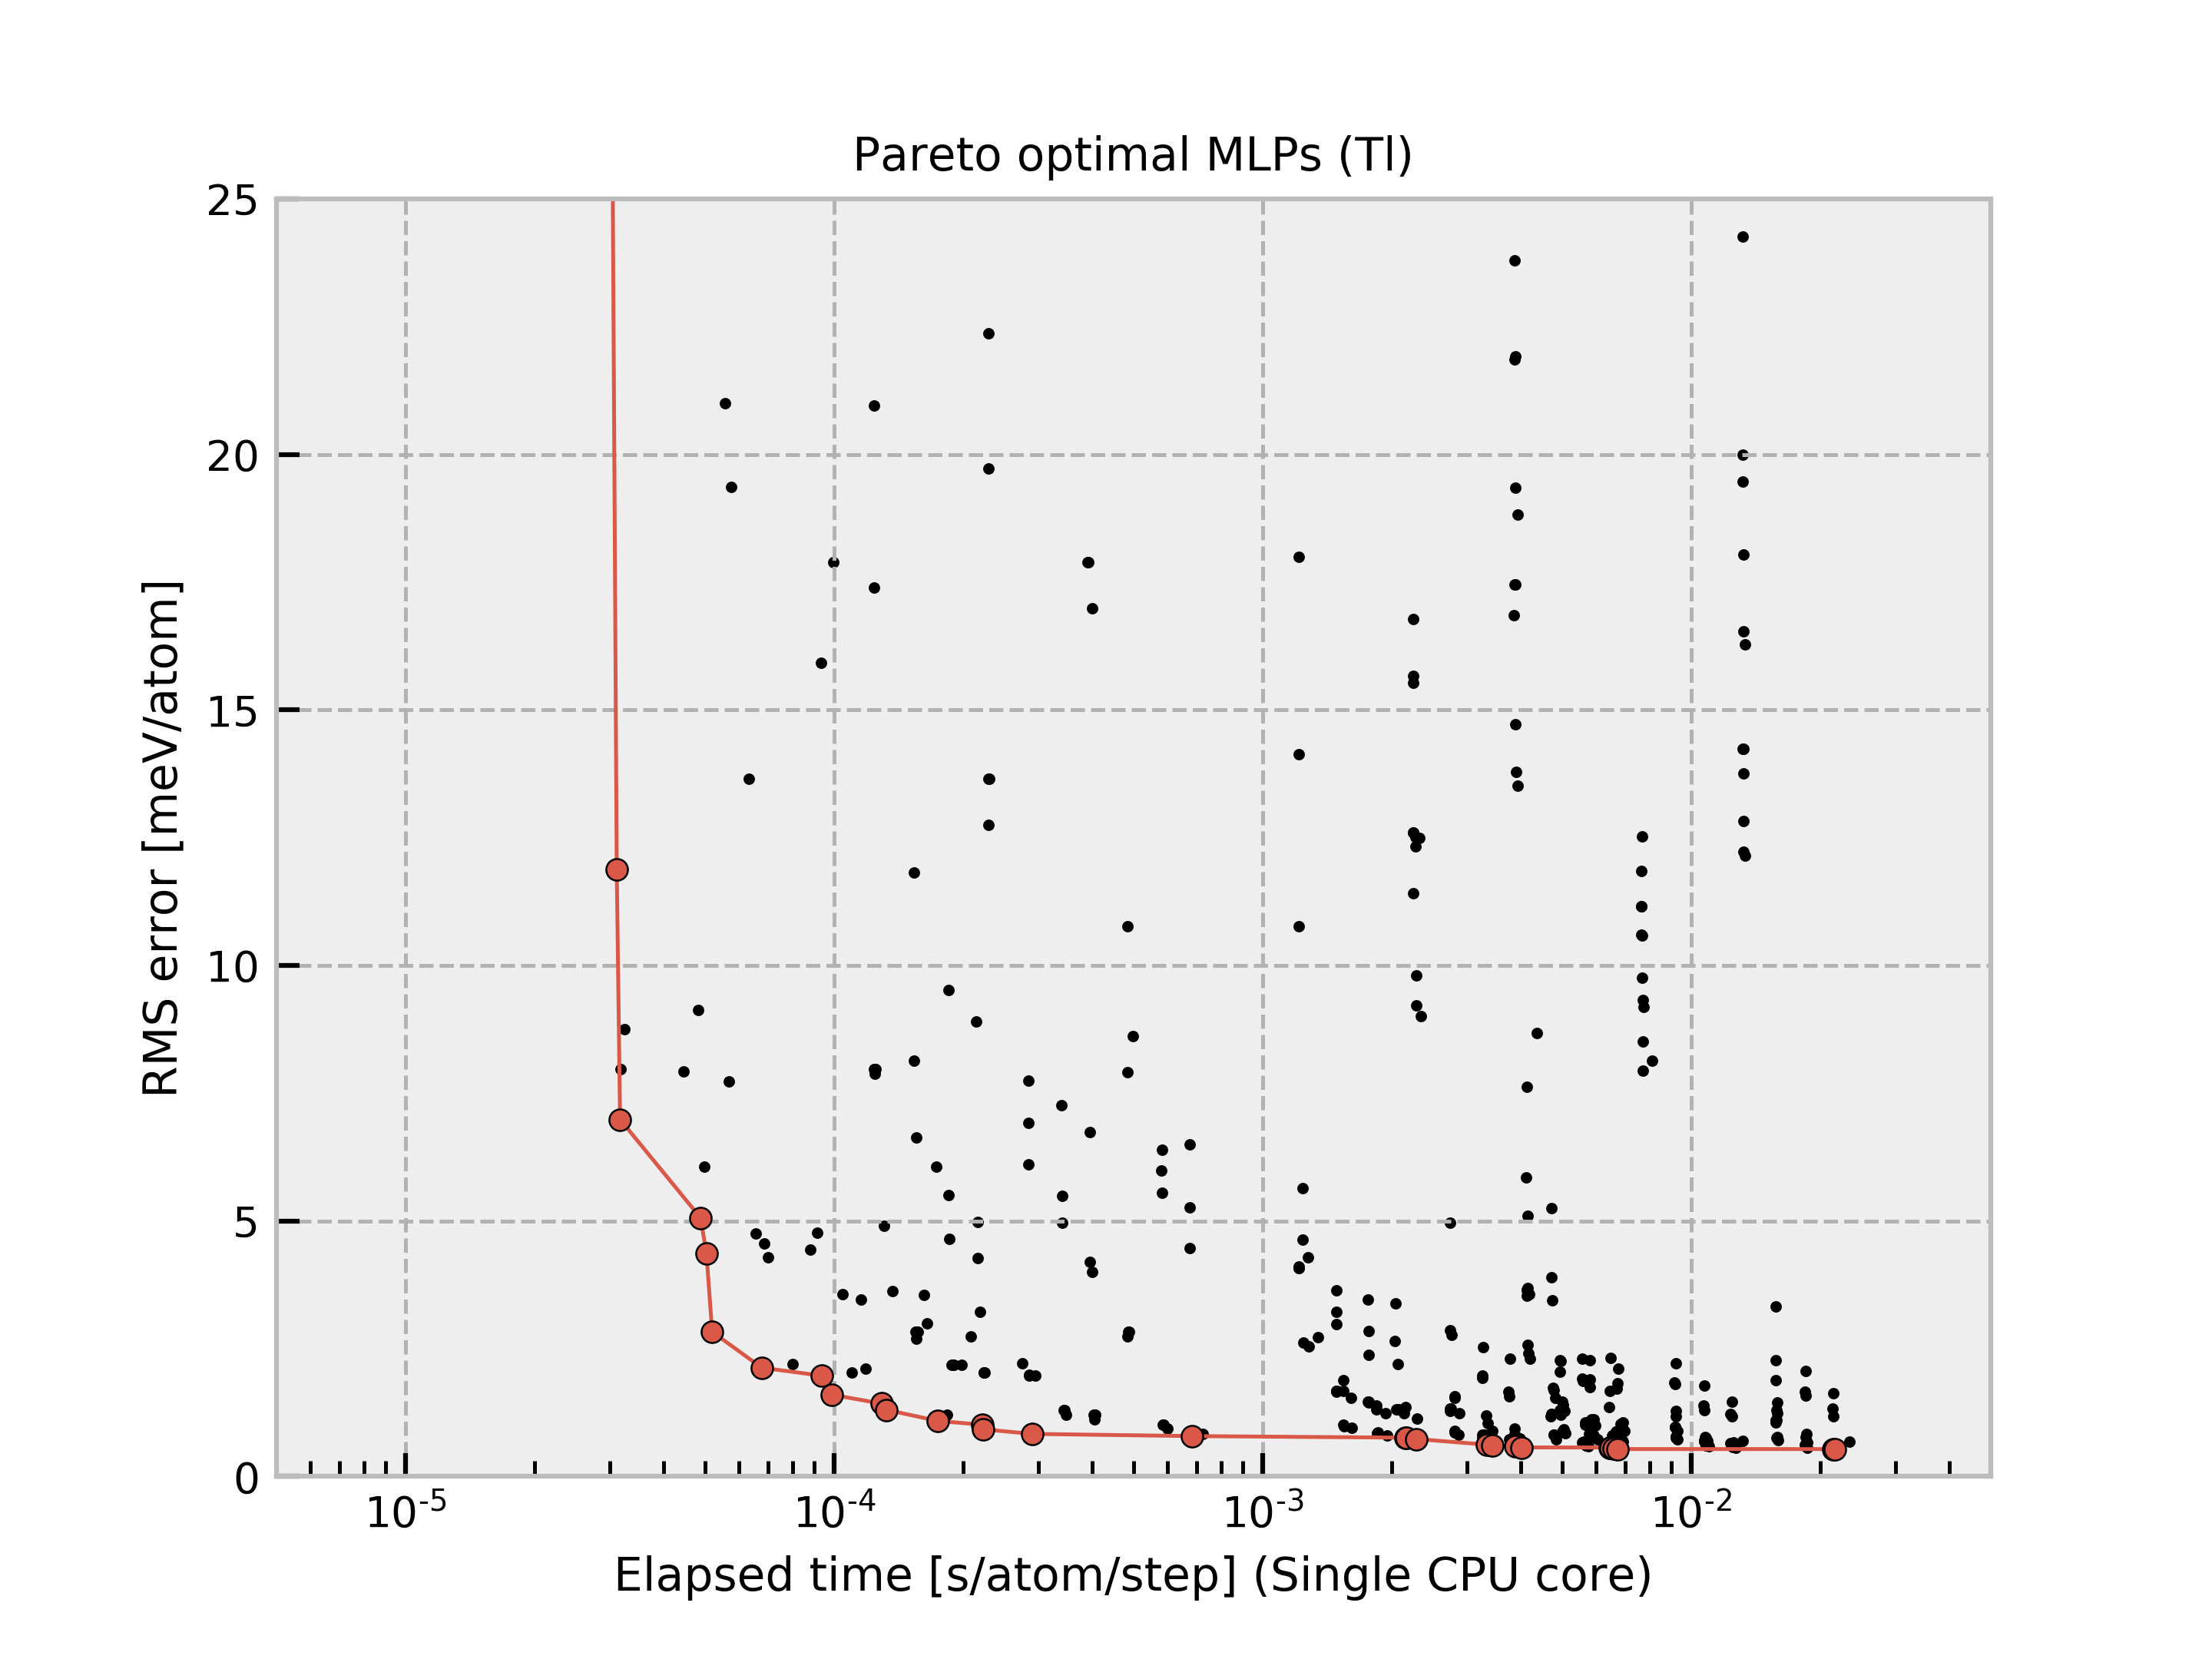 Pareto optimal MLPs (Tl)
25
20
15
10
5
0
RMS error [meV/atom]
10-5 10-4 10-3 10-2
Elapsed time [s/atom/step] (Single CPU core)